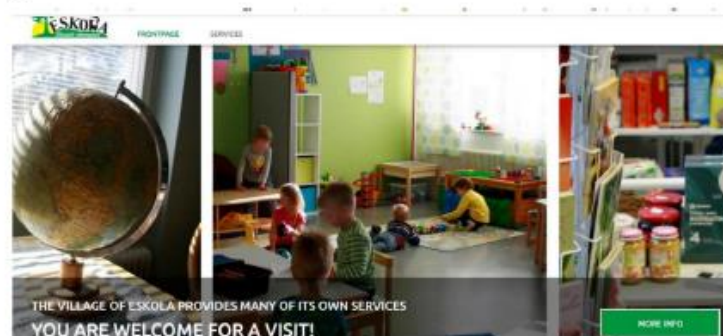 ESKOLA
FRONTPAGE SERVICES
THE VILLAGE OF ESKOLA PROVIDES MANY OF ITS OWN SERVICES
YOU ARE WELCOME FOR A VISIT!
MORE INFO
4